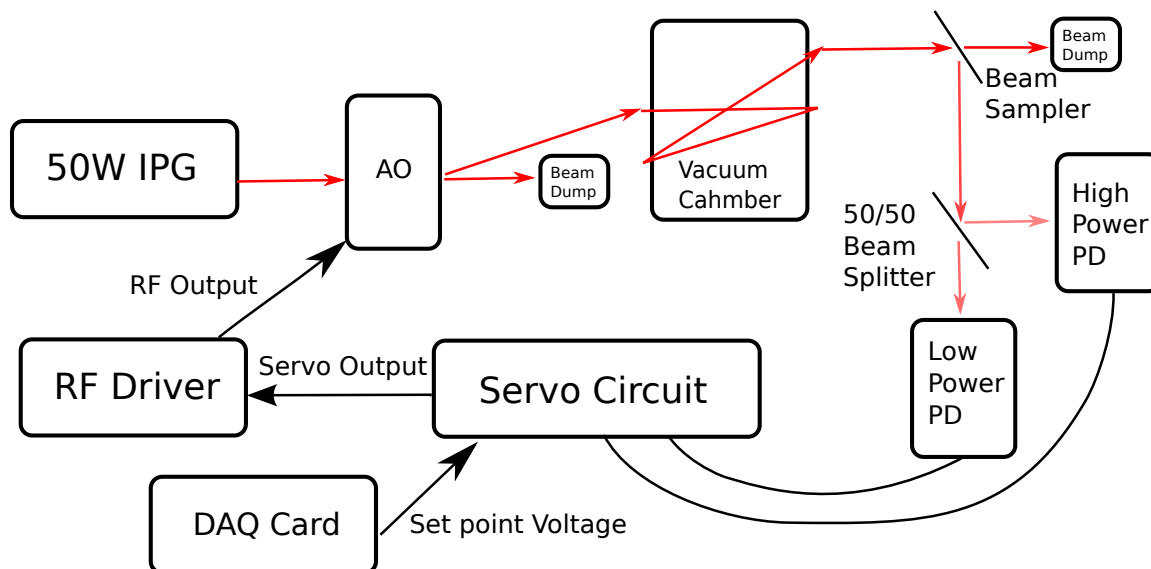 50W IPG
AO
Beam
Dump
Vacuum
Cahmber
Beam
Dump
Beam
Sampler
50/50
Beam
Splitter
High
Power
PD
Low
Power
PD
RF Output
RF Driver
Servo Output
Servo Circuit
DAQ Card
Set point Voltage